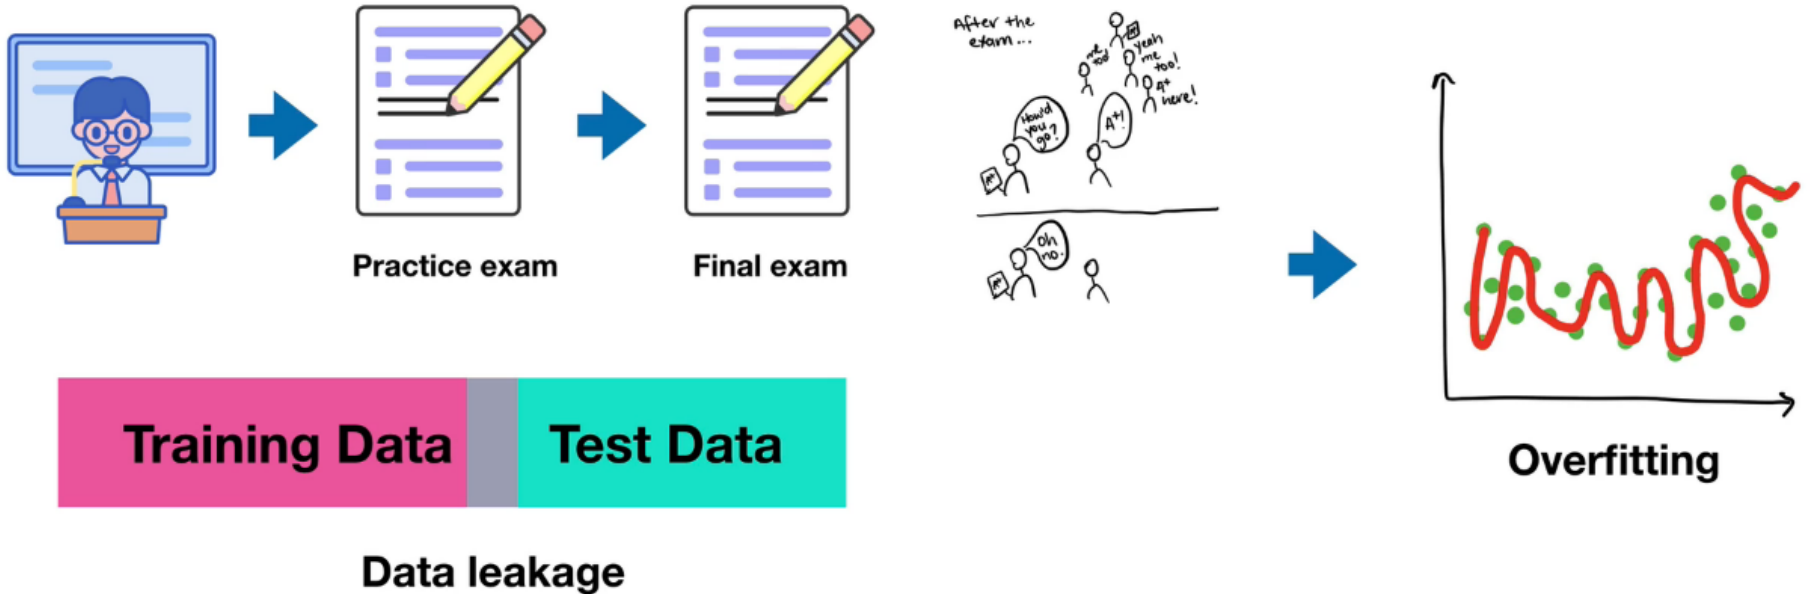 Practice exam
Final exam
Training Data
Test Data
Data leakage
After the
exam...
me
too!
yeah
me
too!
A+
here!
How'd
you
go?
A+!
A+
oh
no.
A+
Overfitting